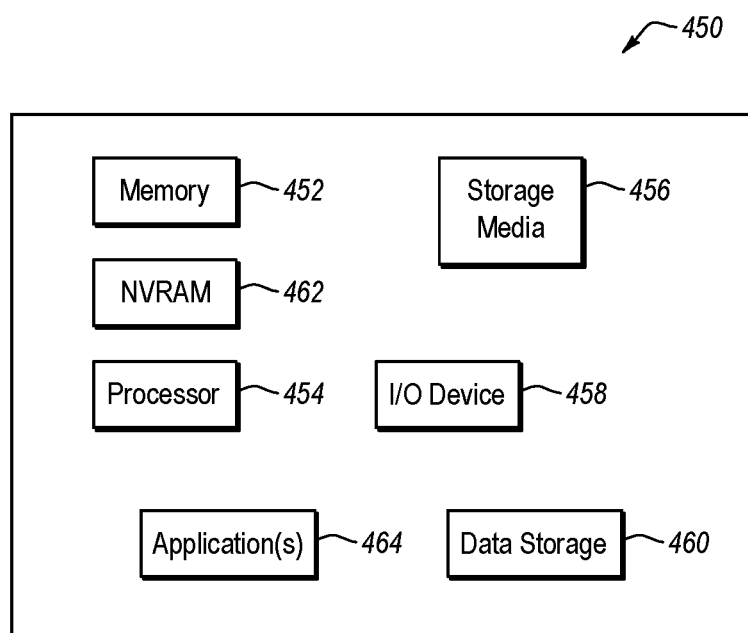 450
Memory 452
Storage 456
Media
NVRAM 462
Processor 454
I/O Device 458
Application(s) 464
Data Storage 460